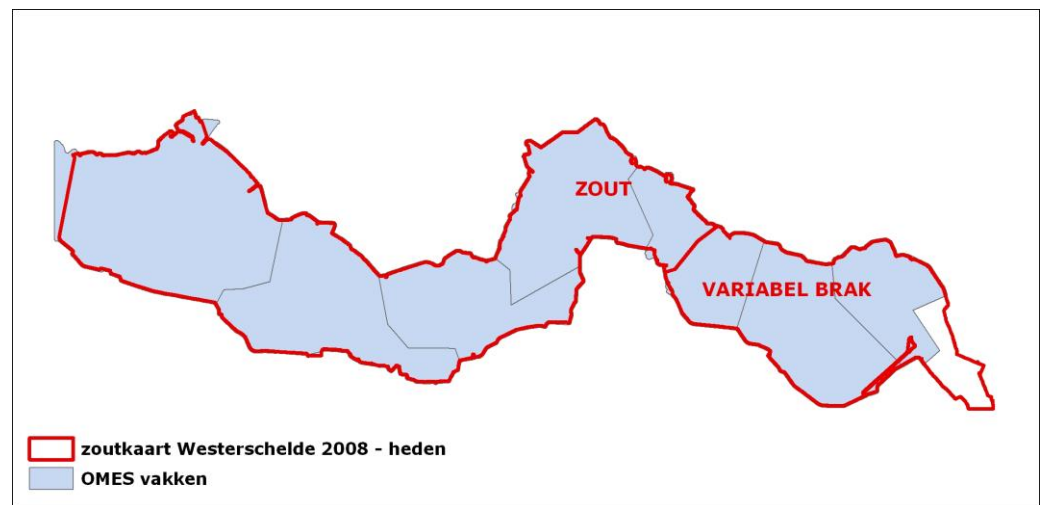 ZOUT
VARIABEL BRAK
zoutkaart Westerschelde 2008 - heden
OMES vakken